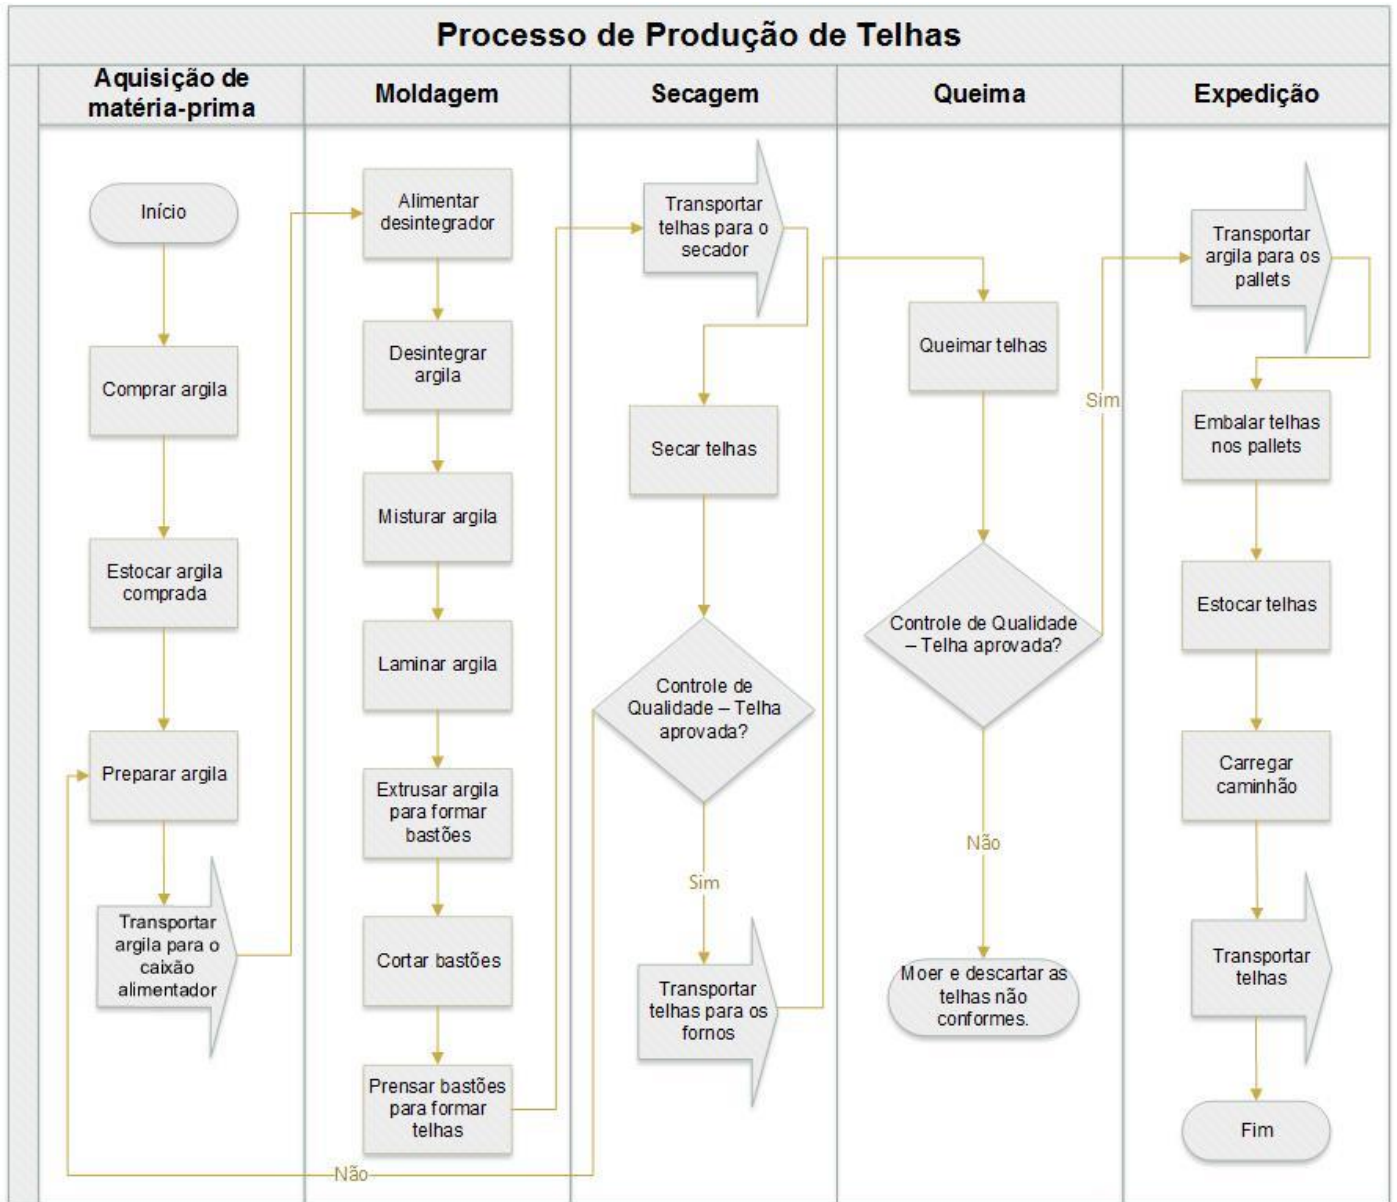 Processo de Produção de Telhas
Aquisição de
matéria-prima
Moldagem
Secagem
Queima
Expedição
Início
Comprar argila
Estocar argila
comprada
Preparar argila
Transportar
argila para o
caixão
alimentador
Alimentar
desintegrador
Desintegrar
argila
Misturar argila
Laminar argila
Extrusar argila
para formar
bastões
Cortar bastões
Prensar bastões
para formar
telhas
Transportar
telhas para o
secador
Secar telhas
Controle de
Qualidade – Telha
aprovada?
Não
Sim
Transportar
telhas para os
fornos
Queimar telhas
Controle de Qualidade
– Telha aprovada?
Sim
Não
Moer e descartar as
telhas não
conformes.
Transportar
argila para os
pallets
Embalar telhas
nos pallets
Estocar telhas
Carregar
caminhão
Transportar
telhas
Fim